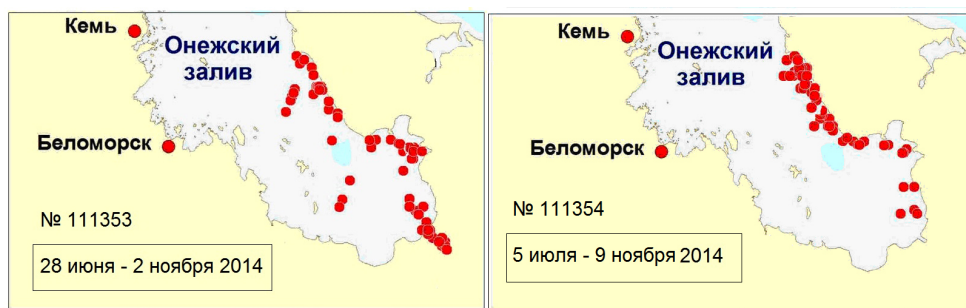 Кемь
Онежский
залив
Беломорск
№ 111353
28 июня - 2 ноября 2014
Кемь
Онежский
залив
Беломорск
№ 111354
5 июля - 9 ноября 2014